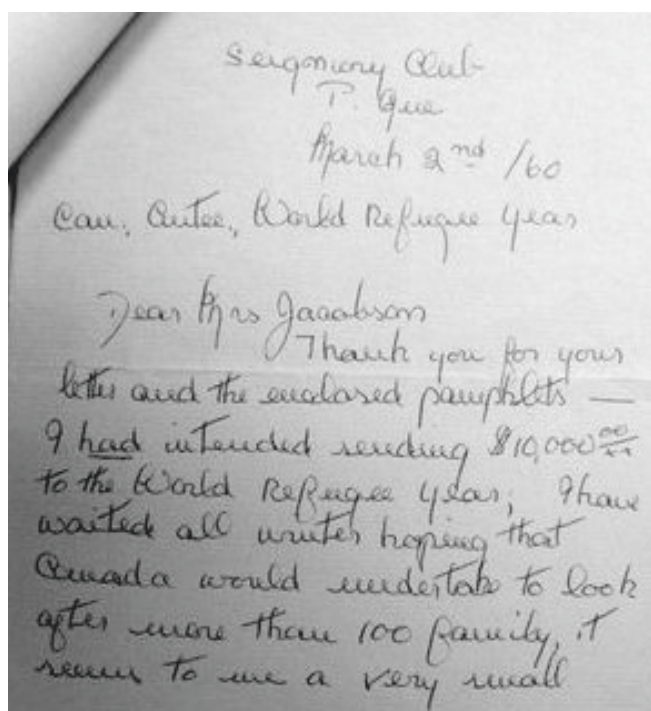 Seigniory Club
P. Que
March 2nd /60
Can. Cttee., World Refugee Year
Dear Mrs Jacobson
Thank you for your
letter and the enclosed pamphlets —
I had intended sending $10,000 00/xx
to the World Refugee Year; I have
waited all winter hoping that
Canada would undertake to look
after more than 100 family, it
seems to me a very small